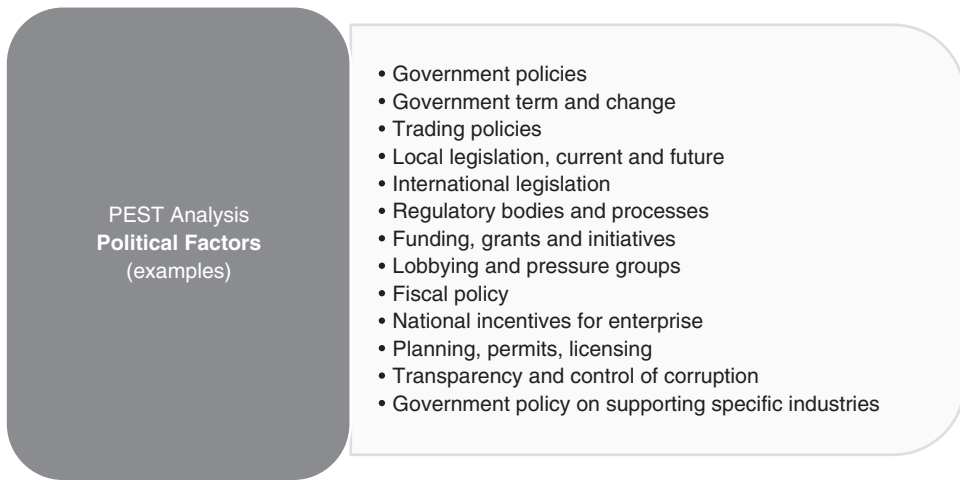 PEST Analysis
Political Factors
(examples)
• Government policies
• Government term and change
• Trading policies
• Local legislation, current and future
• International legislation
• Regulatory bodies and processes
• Funding, grants and initiatives
• Lobbying and pressure groups
• Fiscal policy
• National incentives for enterprise
• Planning, permits, licensing
• Transparency and control of corruption
• Government policy on supporting specific industries